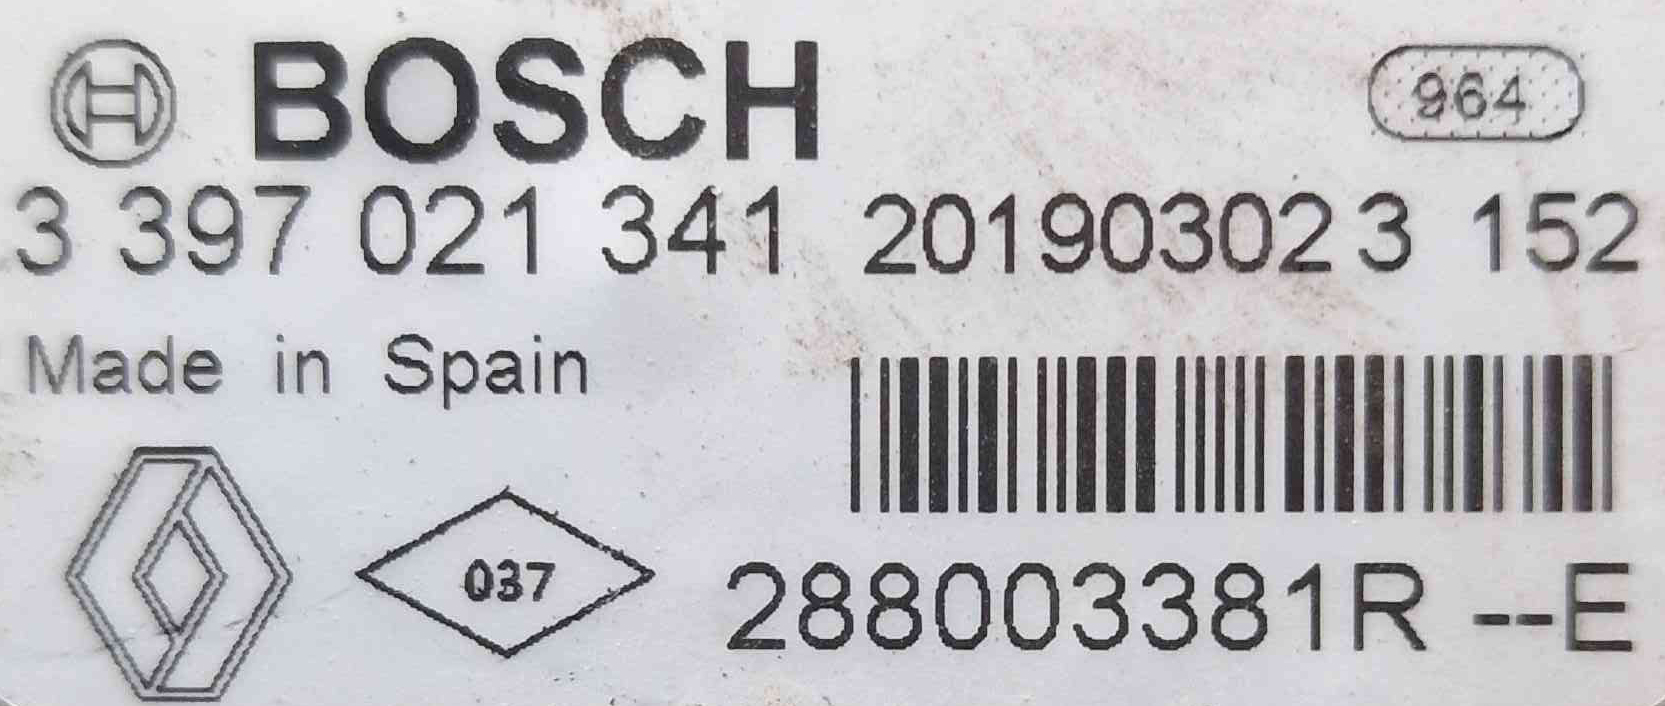 BOSCH 964
3 397 021 341 201903023 152
Made in Spain
037 288003381R --E